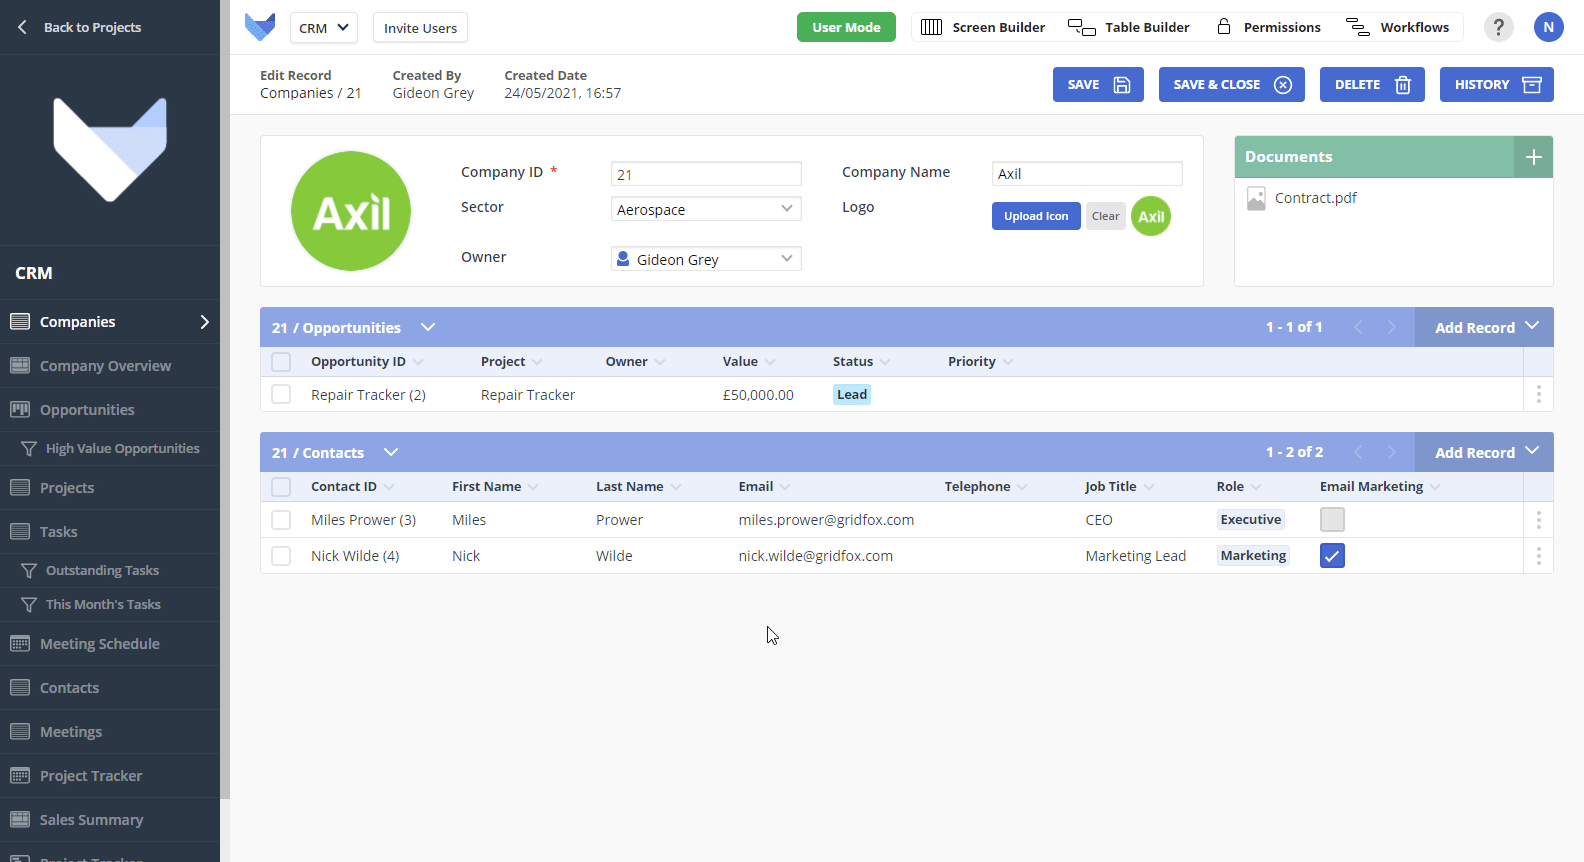 Back to Projects
CRM
Companies
Company Overview
Opportunities
High Value Opportunities
Projects
Tasks
Outstanding Tasks
This Month's Tasks
Meeting Schedule
Contacts
Meetings
Project Tracker
Sales Summary
Project Tracker
CRM Invite Users User Mode Screen Builder Table Builder Permissions Workflows ? N
Edit Record Created By Created Date
Companies / 21 Gideon Grey 24/05/2021, 16:57
SAVE SAVE & CLOSE DELETE HISTORY
Axil
Company ID * 21 Company Name Axil
Sector Aerospace Logo Upload Icon Clear Axil
Owner Gideon Grey
Documents
Contract.pdf
21 / Opportunities 1 - 1 of 1 Add Record
Opportunity ID Project Owner Value Status Priority
Repair Tracker (2) Repair Tracker £50,000.00 Lead
21 / Contacts 1 - 2 of 2 Add Record
Contact ID First Name Last Name Email Telephone Job Title Role Email Marketing
Miles Prower (3) Miles Prower miles.prower@gridfox.com CEO Executive
Nick Wilde (4) Nick Wilde nick.wilde@gridfox.com Marketing Lead Marketing